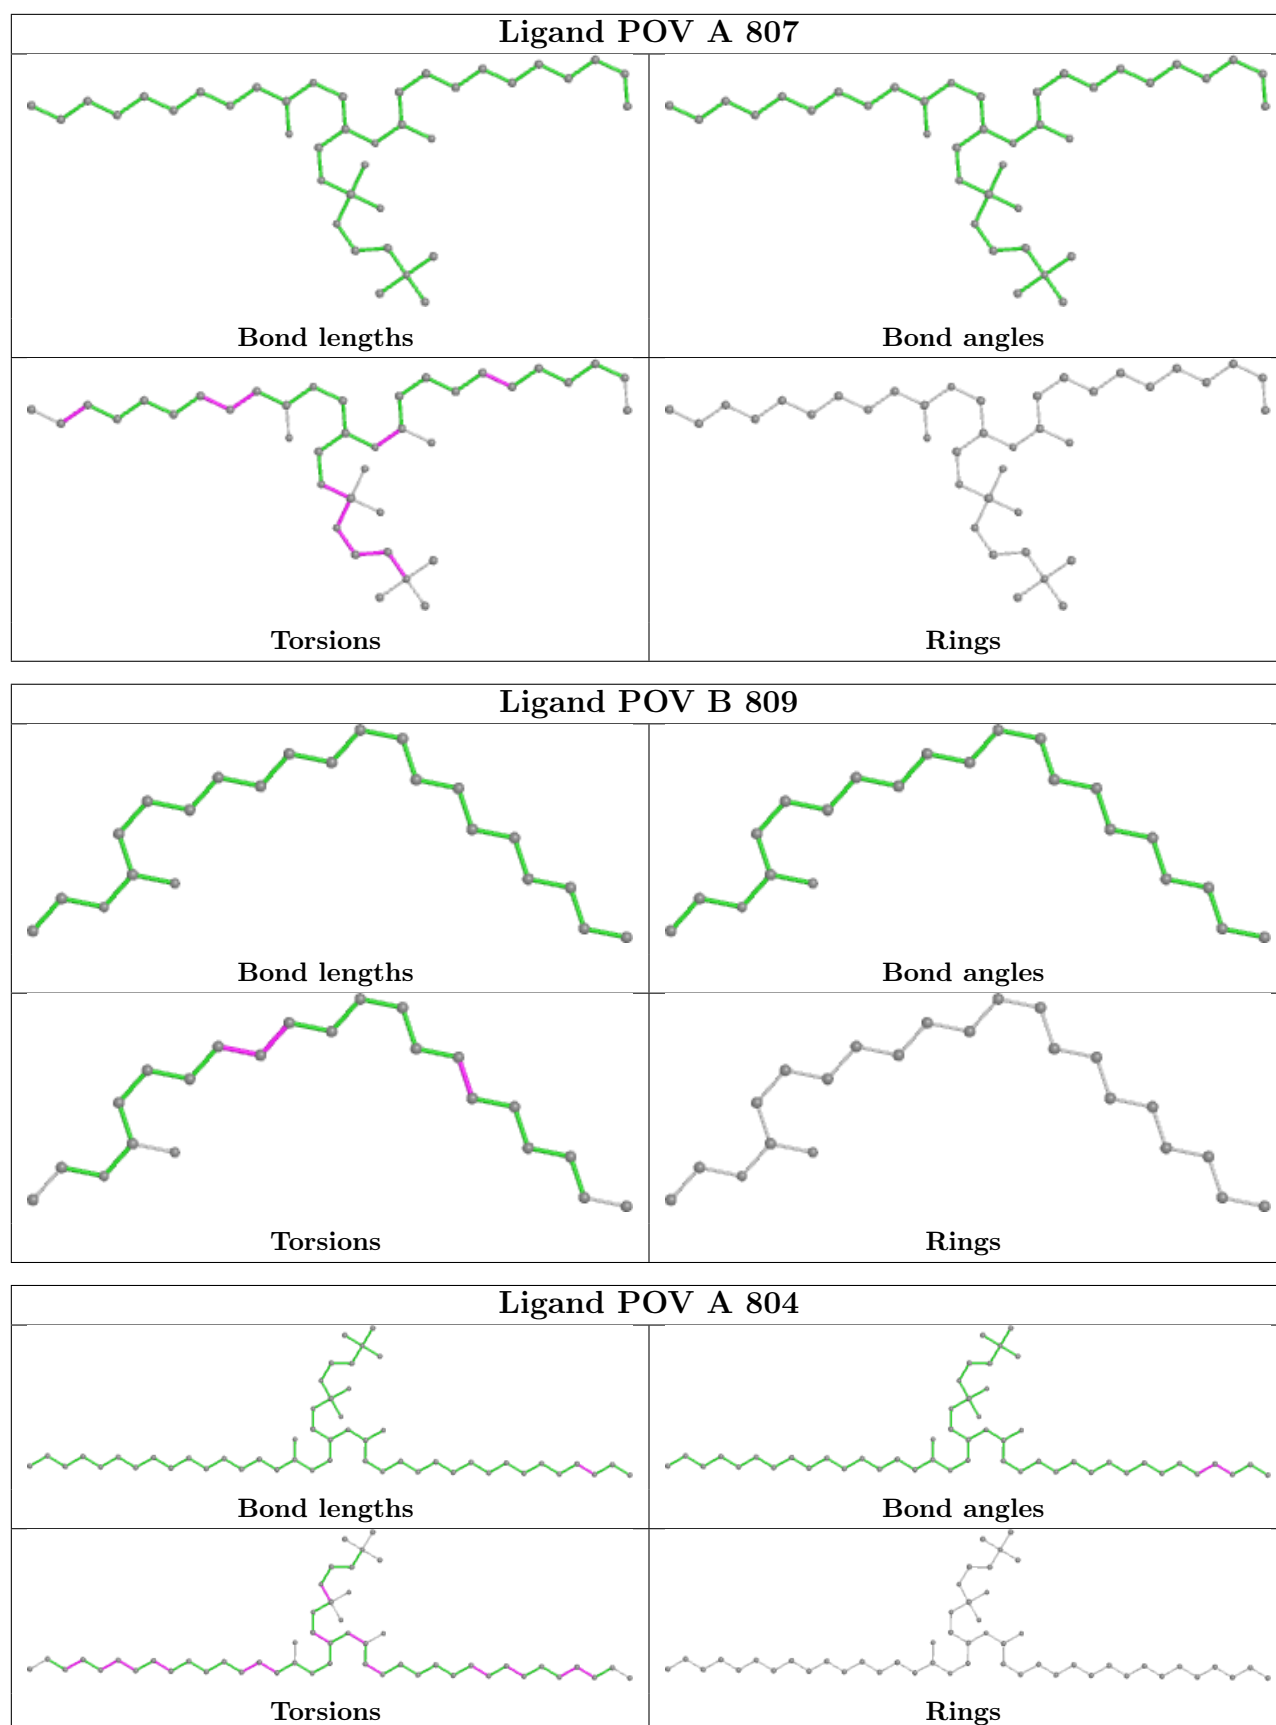 Ligand POV A 807
Bond lengths
Bond angles
Torsions
Rings
Ligand POV B 809
Bond lengths
Bond angles
Torsions
Rings
Ligand POV A 804
Bond lengths
Bond angles
Torsions
Rings